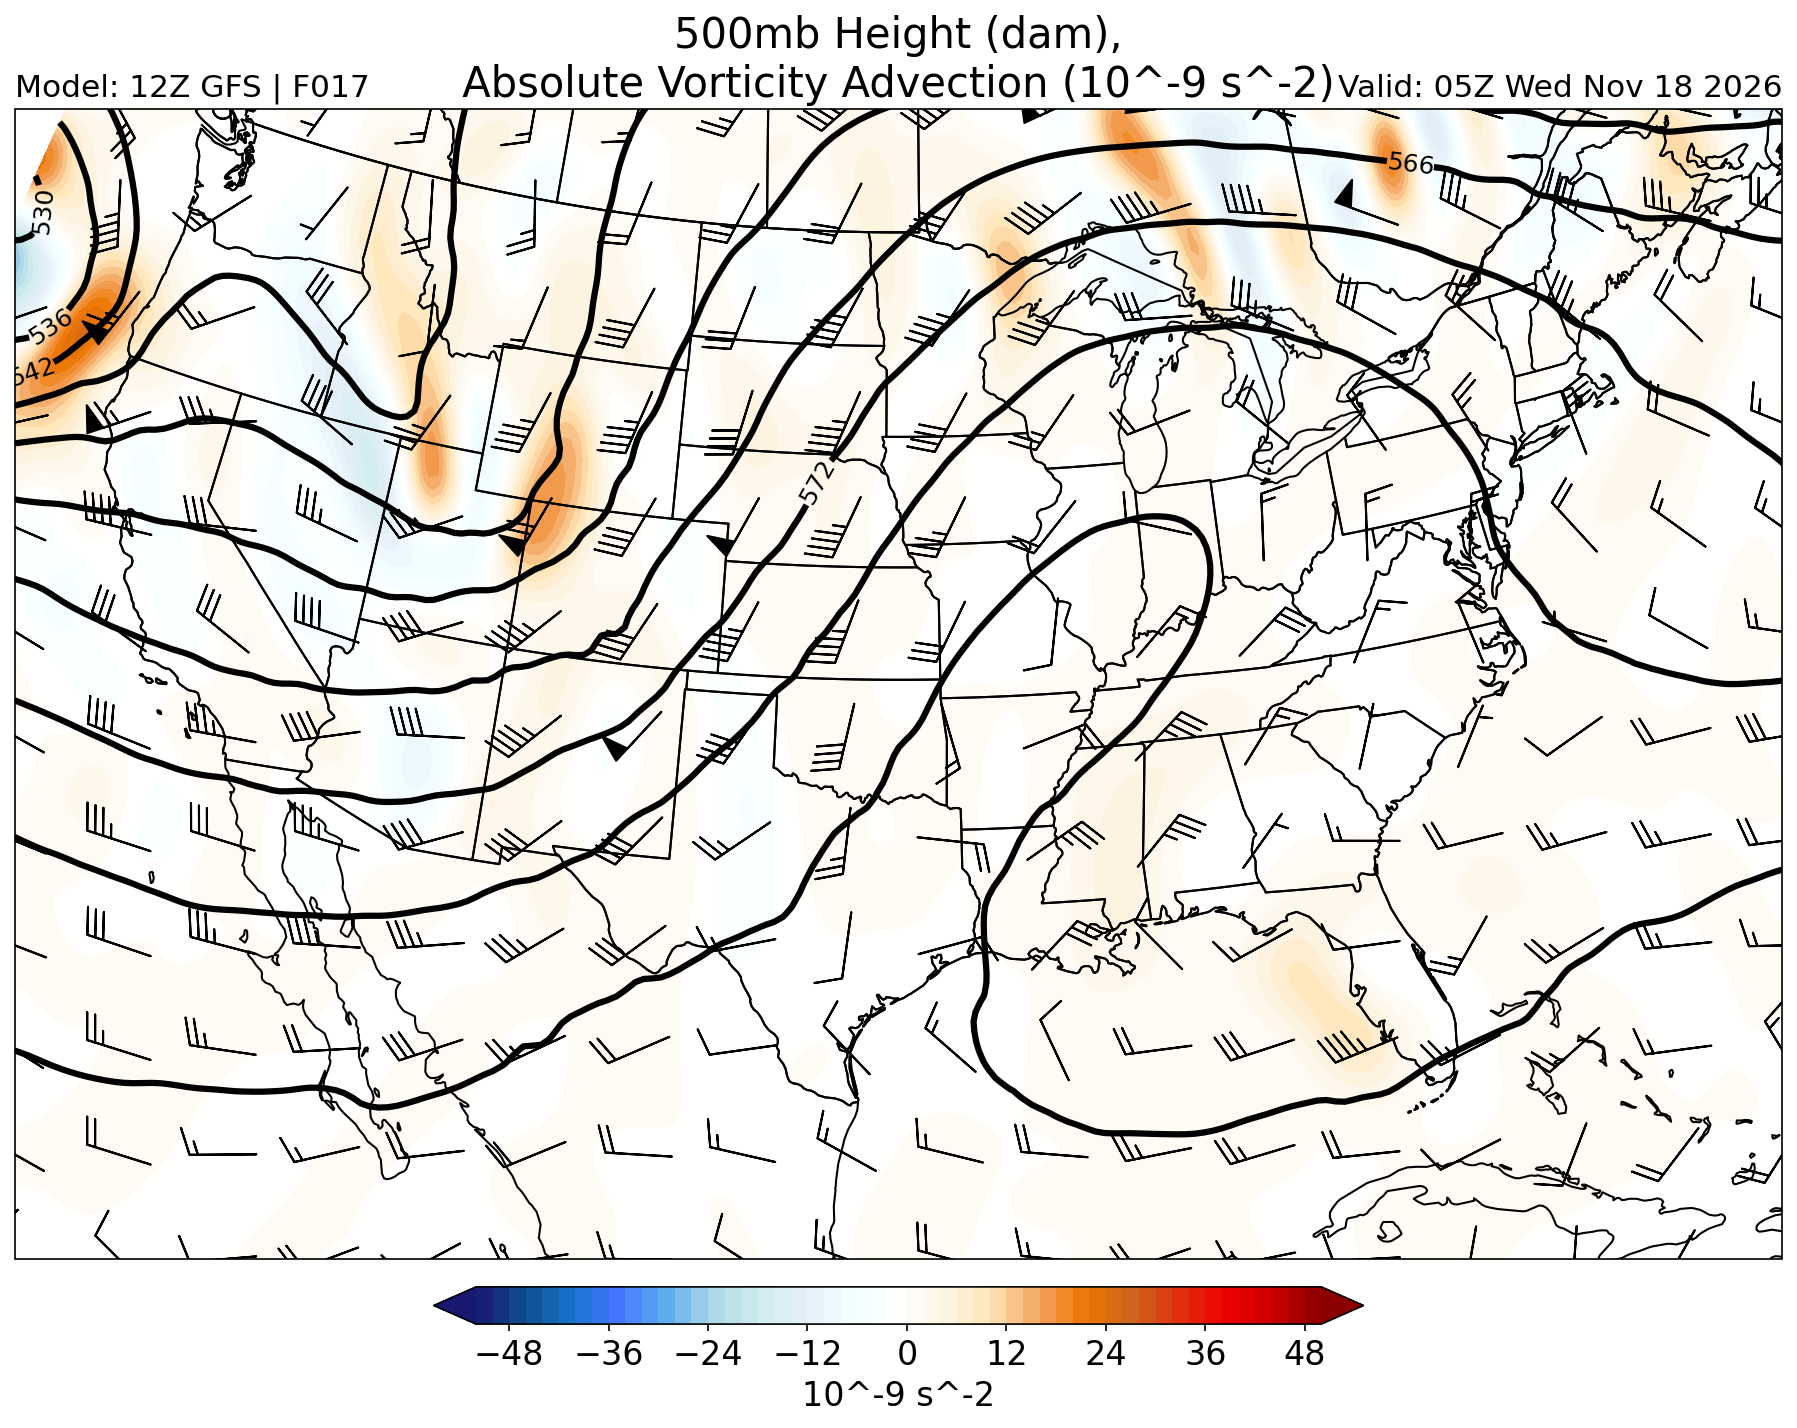 500mb Height (dam),
Model: 12Z GFS | F017
Absolute Vorticity Advection (10^-9 s^-2)
Valid: 05Z Wed Nov 18 2026
566
530
536
542
572
−48 −36 −24 −12 0 12 24 36 48
10^-9 s^-2